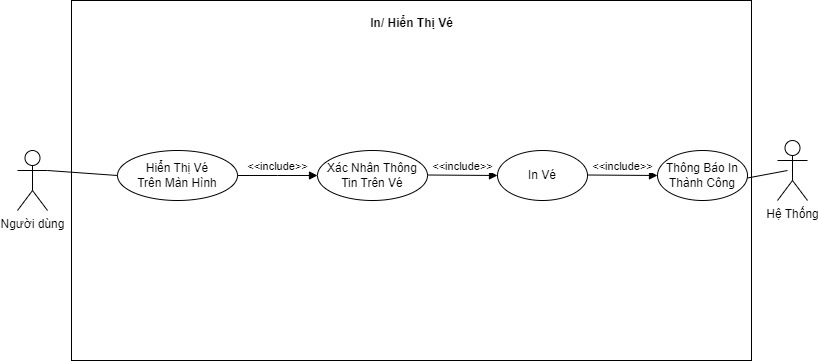 In/ Hiển Thị Vé
Hiển Thị Vé
Trên Màn Hình
<<include>>
Xác Nhân Thông
Tin Trên Vé
<<include>>
In Vé
<<include>>
Thông Báo In
Thành Công
Người dùng
Hệ Thống